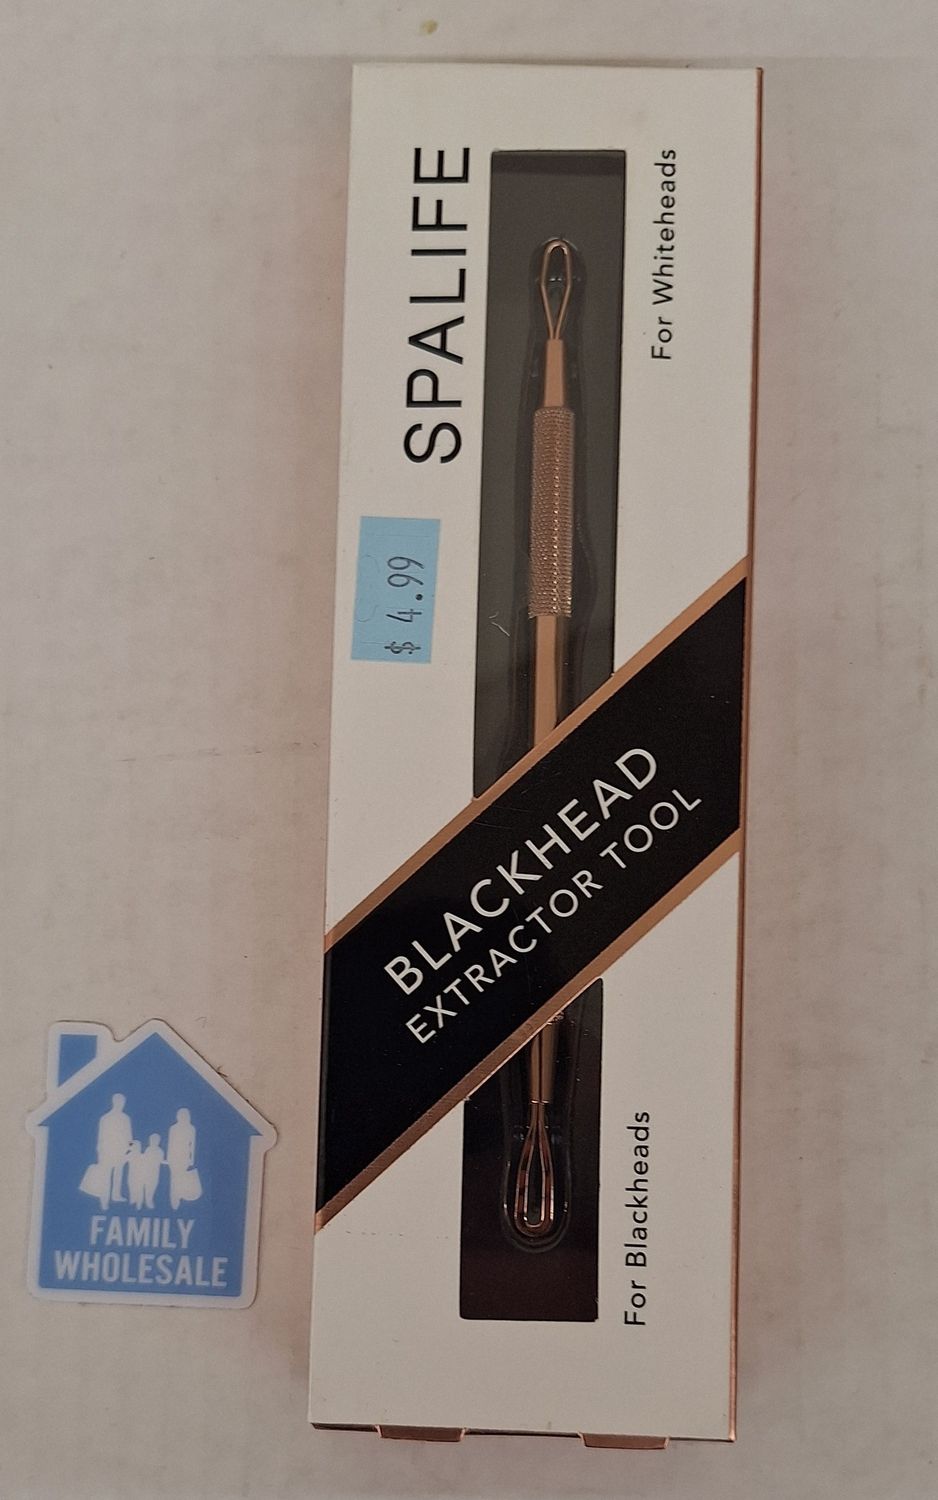 SPALIFE
For Whiteheads
$ 4.99
BLACKHEAD
EXTRACTOR TOOL
For Blackheads
FAMILY
WHOLESALE